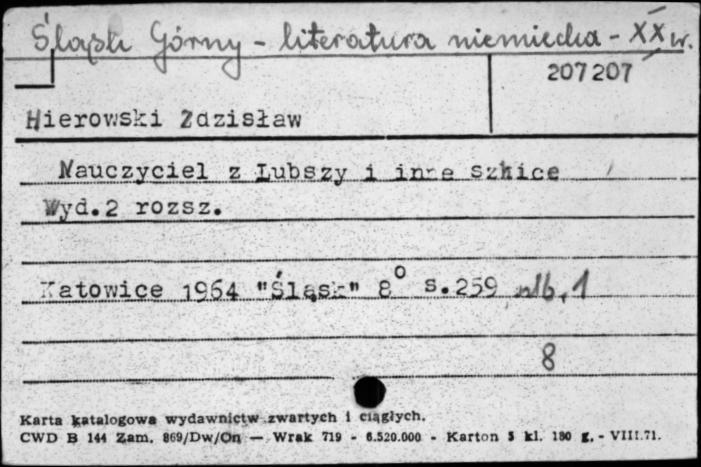 Śląsk Górny - literatura niemiecka - XX w.
207207
Hierowski Zdzisław
Nauczyciel z Lubszy i inne szkice
Wyd.2 rozsz.
Katowice 1964 "Śląsk" 8° s.259 nlb. 1
8
Karta katalogowa wydawnictw zwartych i ciągłych.
CWD B 144 Zam. 869/Dw/On — Wrak 719 - 6.520.000 - Karton 5 kl. 180 g. - VIII.71.